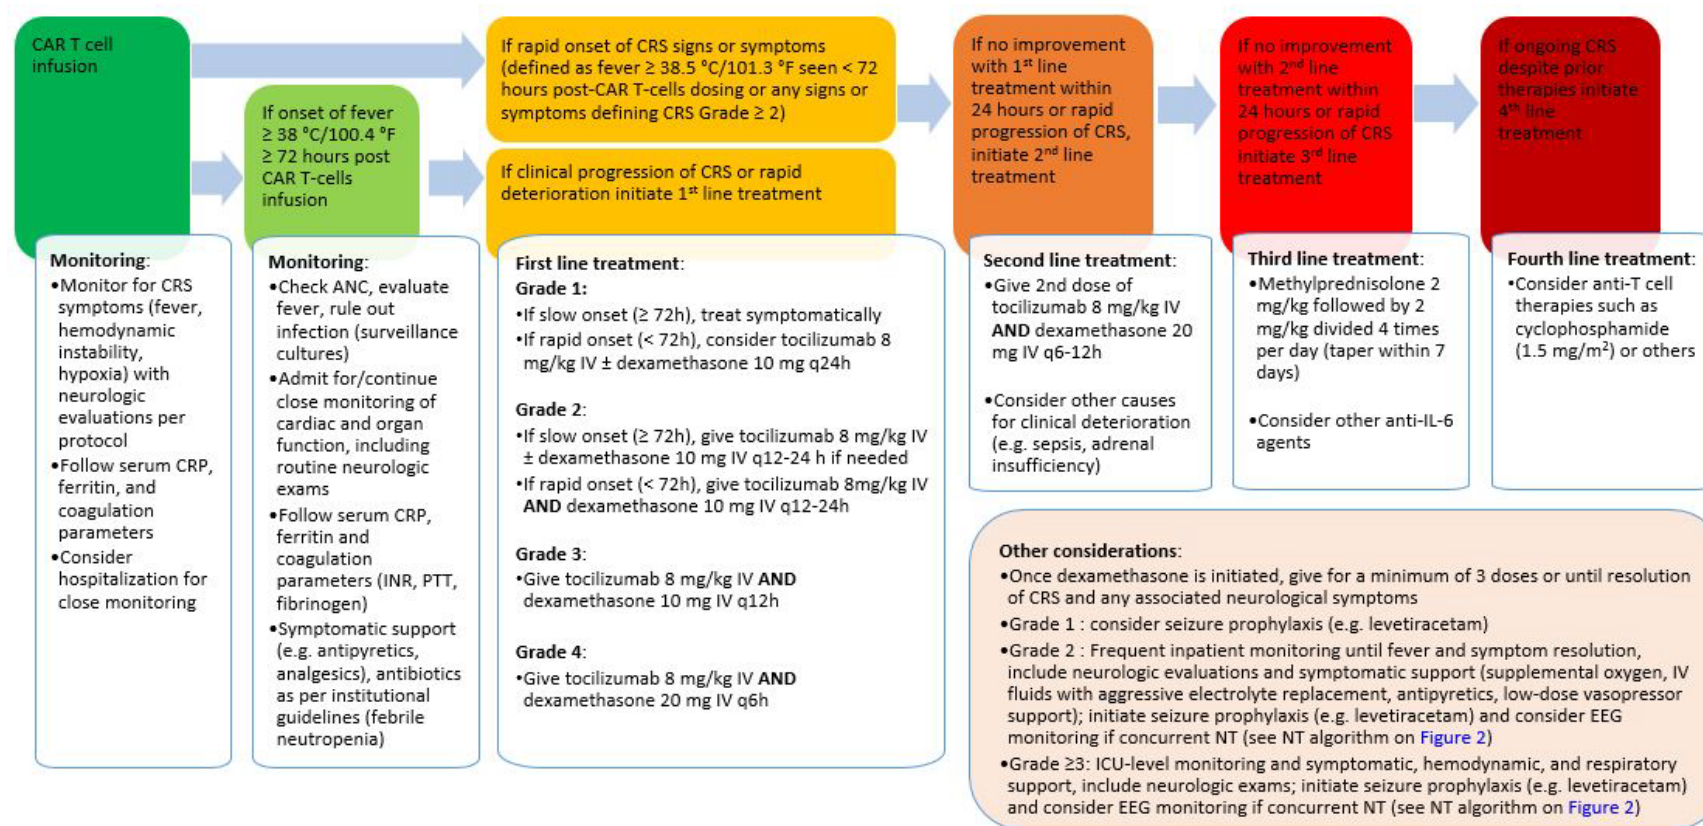 CAR T cell
infusion
If onset of fever
≥ 38 °C/100.4 °F
≥ 72 hours post
CAR T-cells
infusion
If rapid onset of CRS signs or symptoms
(defined as fever ≥ 38.5 °C/101.3 °F seen < 72
hours post-CAR T-cells dosing or any signs or
symptoms defining CRS Grade ≥ 2)
If clinical progression of CRS or rapid
deterioration initiate 1st line treatment
If no improvement
with 1st line
treatment within
24 hours or rapid
progression of CRS,
initiate 2nd line
treatment
If no improvement
with 2nd line
treatment within
24 hours or rapid
progression of CRS
initiate 3rd line
treatment
If ongoing CRS
despite prior
therapies initiate
4th line
treatment
Monitoring:
•Monitor for CRS
symptoms (fever,
hemodynamic
instability,
hypoxia) with
neurologic
evaluations per
protocol
•Follow serum CRP,
ferritin, and
coagulation
parameters
•Consider
hospitalization for
close monitoring
Monitoring:
•Check ANC, evaluate
fever, rule out
infection (surveillance
cultures)
•Admit for/continue
close monitoring of
cardiac and organ
function, including
routine neurologic
exams
•Follow serum CRP,
ferritin and
coagulation
parameters (INR, PTT,
fibrinogen)
•Symptomatic support
(e.g. antipyretics,
analgesics), antibiotics
as per institutional
guidelines (febrile
neutropenia)
First line treatment:
Grade 1:
•If slow onset (≥ 72h), treat symptomatically
•If rapid onset (< 72h), consider tocilizumab 8
mg/kg IV ± dexamethasone 10 mg q24h
Grade 2:
•If slow onset (≥ 72h), give tocilizumab 8 mg/kg IV
± dexamethasone 10 mg IV q12-24 h if needed
•If rapid onset (< 72h), give tocilizumab 8mg/kg IV
AND dexamethasone 10 mg IV q12-24h
Grade 3:
•Give tocilizumab 8 mg/kg IV AND
dexamethasone 10 mg IV q12h
Grade 4:
•Give tocilizumab 8 mg/kg IV AND
dexamethasone 20 mg IV q6h
Second line treatment:
•Give 2nd dose of
tocilizumab 8 mg/kg IV
AND dexamethasone 20
mg IV q6-12h
•Consider other causes
for clinical deterioration
(e.g. sepsis, adrenal
insufficiency)
Third line treatment:
•Methylprednisolone 2
mg/kg followed by 2
mg/kg divided 4 times
per day (taper within 7
days)
•Consider other anti-IL-6
agents
Fourth line treatment:
•Consider anti-T cell
therapies such as
cyclophosphamide
(1.5 mg/m²) or others
Other considerations:
•Once dexamethasone is initiated, give for a minimum of 3 doses or until resolution
of CRS and any associated neurological symptoms
•Grade 1 : consider seizure prophylaxis (e.g. levetiracetam)
•Grade 2 : Frequent inpatient monitoring until fever and symptom resolution,
include neurologic evaluations and symptomatic support (supplemental oxygen, IV
fluids with aggressive electrolyte replacement, antipyretics, low-dose vasopressor
support); initiate seizure prophylaxis (e.g. levetiracetam) and consider EEG
monitoring if concurrent NT (see NT algorithm on Figure 2)
•Grade ≥3: ICU-level monitoring and symptomatic, hemodynamic, and respiratory
support, include neurologic exams; initiate seizure prophylaxis (e.g. levetiracetam)
and consider EEG monitoring if concurrent NT (see NT algorithm on Figure 2)